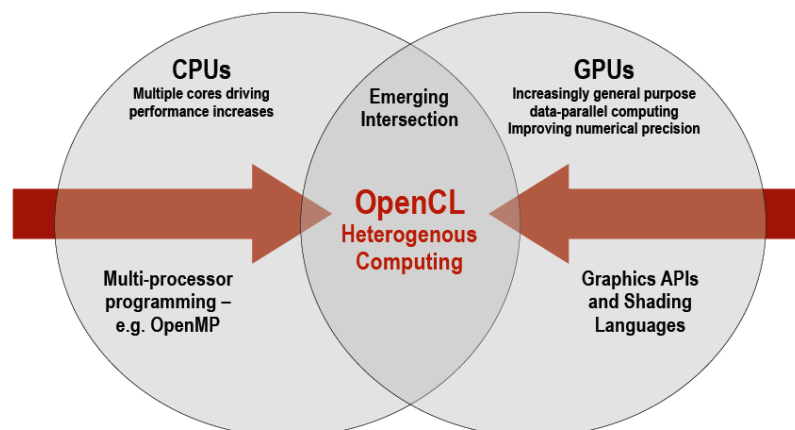 CPUs
Multiple cores driving
performance increases
Emerging
Intersection
GPUs
Increasingly general purpose
data-parallel computing
Improving numerical precision
OpenCL
Heterogenous
Computing
Multi-processor
programming –
e.g. OpenMP
Graphics APIs
and Shading
Languages